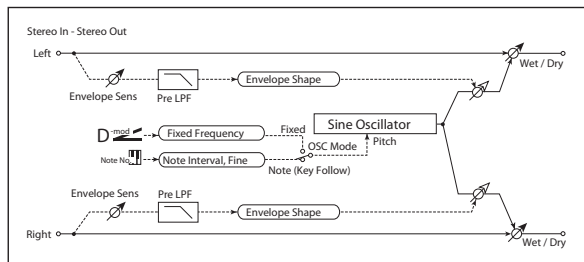 Stereo In - Stereo Out
Left
Wet / Dry
Envelope Sens
Pre LPF
Envelope Shape
D-mod
Fixed Frequency
Fixed
Sine Oscillator
OSC Mode
Pitch
Note No.
Note Interval, Fine
Note (Key Follow)
Envelope Sens
Pre LPF
Envelope Shape
Right
Wet / Dry